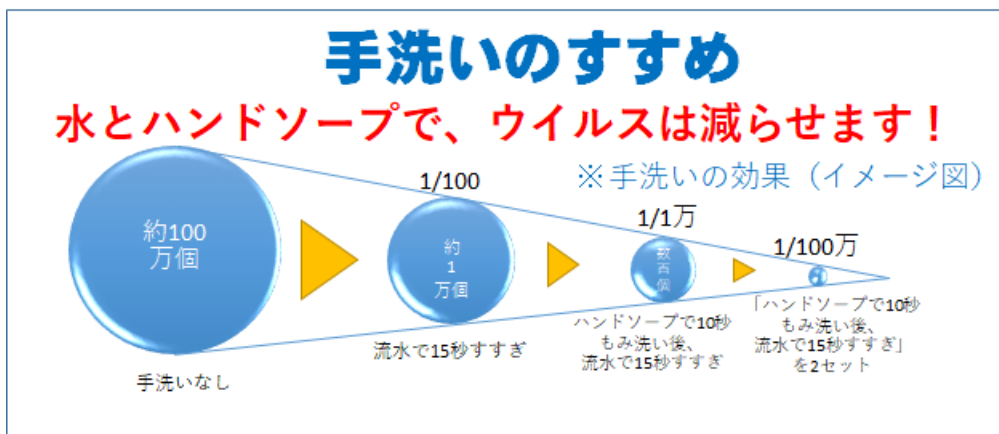 手洗いのすすめ
水とハンドソープで、ウイルスは減らせます！
※手洗いの効果（イメージ図）
約100
万個
手洗いなし
1/100
約
1
万個
流水で15秒すすぎ
1/1万
数
百
個
ハンドソープで10秒
もみ洗い後、
流水で15秒すすぎ
1/100万
「ハンドソープで10秒
もみ洗い後、
流水で15秒すすぎ」
を2セット